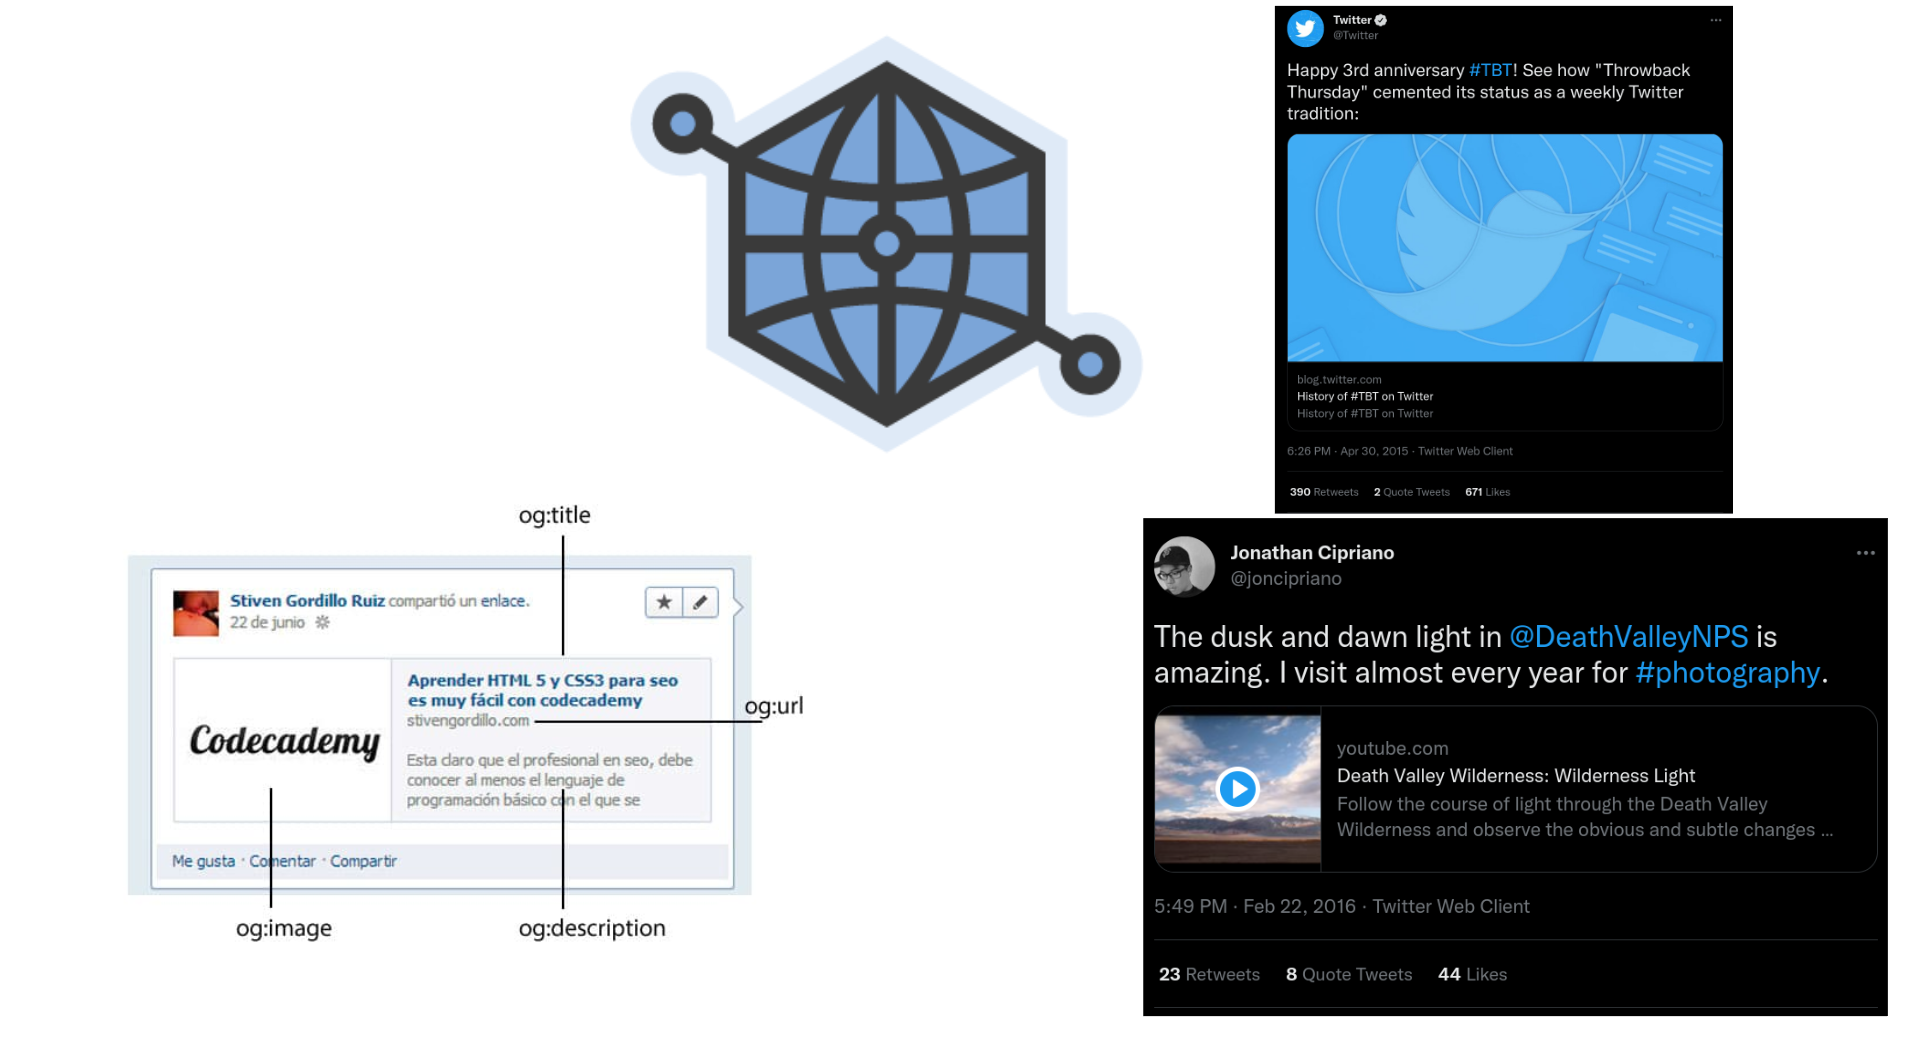 Twitter
@Twitter
Happy 3rd anniversary #TBT! See how "Throwback
Thursday" cemented its status as a weekly Twitter
tradition:
blog.twitter.com
History of #TBT on Twitter
History of #TBT on Twitter
6:26 PM · Apr 30, 2015 · Twitter Web Client
390 Retweets 2 Quote Tweets 671 Likes
og:title
Stiven Gordillo Ruiz compartió un enlace.
22 de junio
Codecademy
Aprender HTML 5 y CSS3 para seo
es muy fácil con codecademy
stivengordillo.com
og:url
Esta claro que el profesional en seo, debe
conocer al menos el lenguaje de
programación básico con el que se
Me gusta · Comentar · Compartir
og:image
og:description
Jonathan Cipriano
@joncipriano
The dusk and dawn light in @DeathValleyNPS is
amazing. I visit almost every year for #photography.
youtube.com
Death Valley Wilderness: Wilderness Light
Follow the course of light through the Death Valley
Wilderness and observe the obvious and subtle changes ...
5:49 PM · Feb 22, 2016 · Twitter Web Client
23 Retweets 8 Quote Tweets 44 Likes